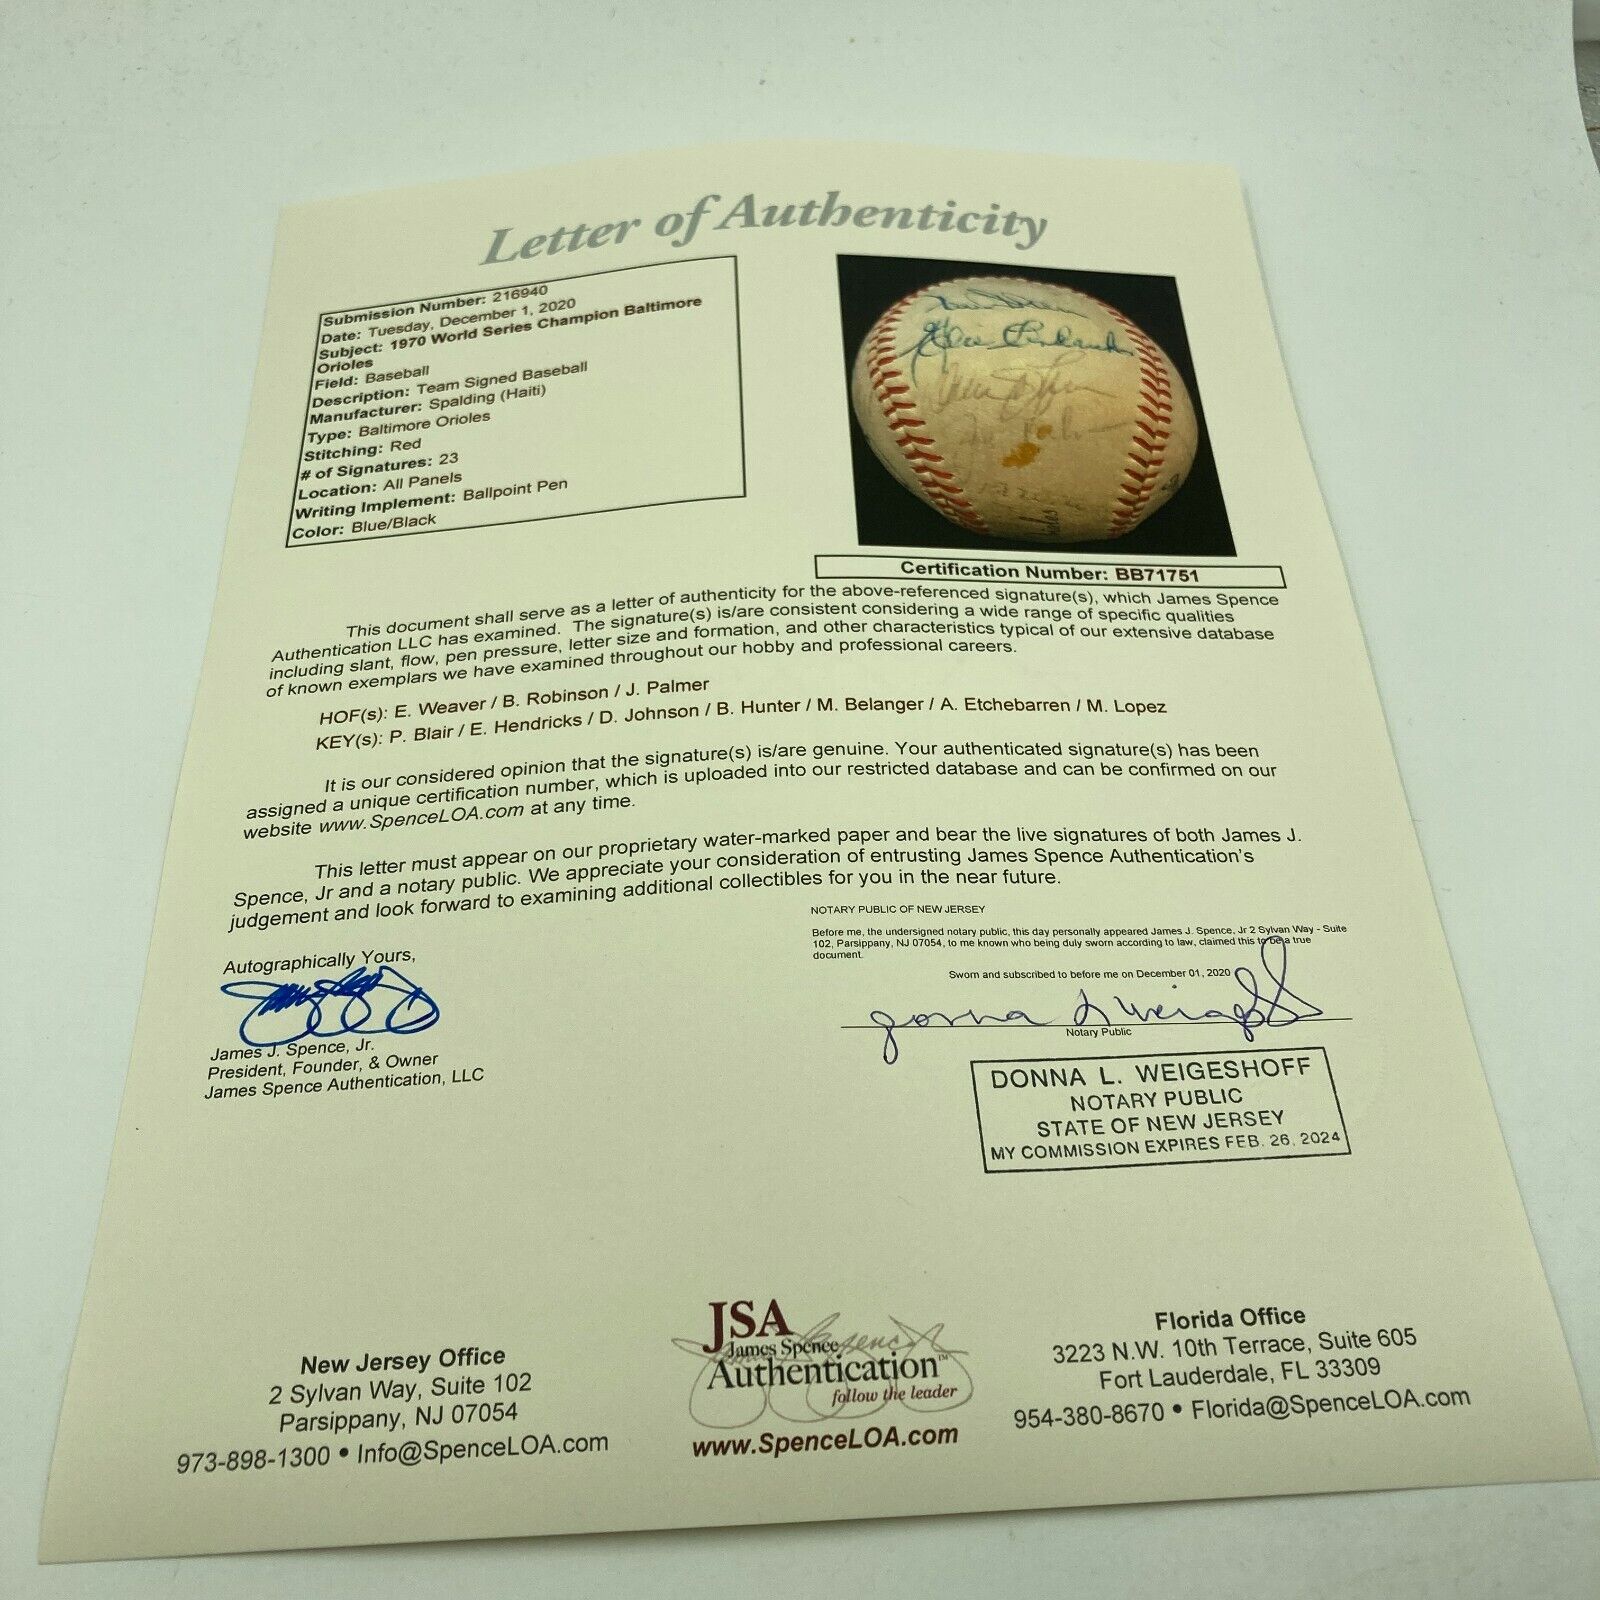 Letter of Authenticity
Submission Number: 216940
Date: Tuesday, December 1, 2020
Subject: 1970 World Series Champion Baltimore
Orioles
Field: Baseball
Description: Team Signed Baseball
Manufacturer: Spalding (Haiti)
Type: Baltimore Orioles
Stitching: Red
# of Signatures: 23
Location: All Panels
Writing Implement: Ballpoint Pen
Color: Blue/Black
Certification Number: BB71751
This document shall serve as a letter of authenticity for the above-referenced signature(s), which James Spence
Authentication LLC has examined. The signature(s) is/are consistent considering a wide range of specific qualities
including slant, flow, pen pressure, letter size and formation, and other characteristics typical of our extensive database
of known exemplars we have examined throughout our hobby and professional careers.
HOF(s): E. Weaver / B. Robinson / J. Palmer
KEY(s): P. Blair / E. Hendricks / D. Johnson / B. Hunter / M. Belanger / A. Etchebarren / M. Lopez
It is our considered opinion that the signature(s) is/are genuine. Your authenticated signature(s) has been
assigned a unique certification number, which is uploaded into our restricted database and can be confirmed on our
website www.SpenceLOA.com at any time.
This letter must appear on our proprietary water-marked paper and bear the live signatures of both James J.
Spence, Jr and a notary public. We appreciate your consideration of entrusting James Spence Authentication's
judgement and look forward to examining additional collectibles for you in the near future.
NOTARY PUBLIC OF NEW JERSEY
Before me, the undersigned notary public, this day personally appeared James J. Spence, Jr 2 Sylvan Way - Suite
102, Parsippany, NJ 07054, to me known who being duly sworn according to law, claimed this to be a true
document.
Sworn and subscribed to before me on December 01, 2020
Donna L Weigeshoff
Notary Public
Autographically Yours,
James J. Spence, Jr.
President, Founder, & Owner
James Spence Authentication, LLC
DONNA L. WEIGESHOFF
NOTARY PUBLIC
STATE OF NEW JERSEY
MY COMMISSION EXPIRES FEB. 26, 2024
New Jersey Office
2 Sylvan Way, Suite 102
Parsippany, NJ 07054
973-898-1300 • Info@SpenceLOA.com
JSA
James Spence
Authentication™
follow the leader
www.SpenceLOA.com
Florida Office
3223 N.W. 10th Terrace, Suite 605
Fort Lauderdale, FL 33309
954-380-8670 • Florida@SpenceLOA.com